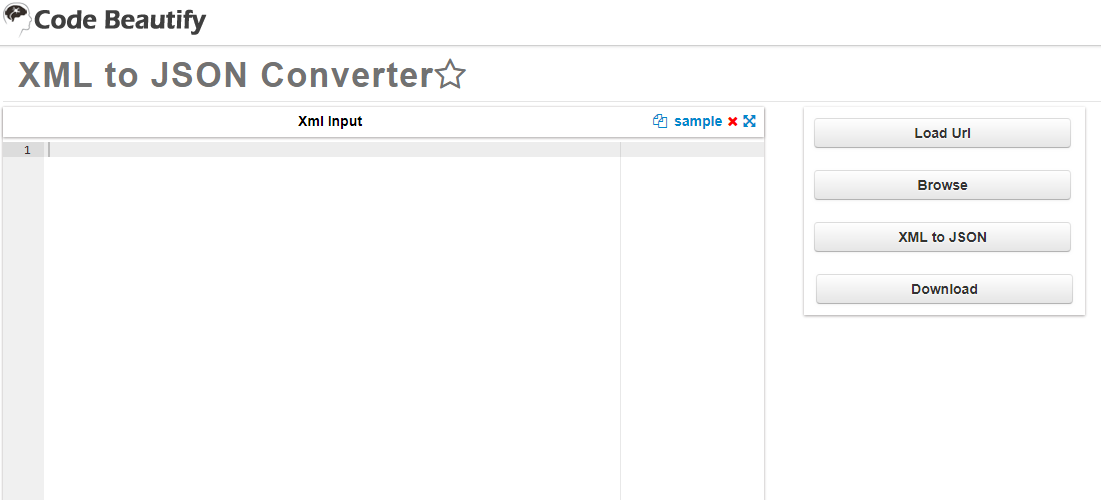 Code Beautify
XML to JSON Converter
Xml Input
sample
1
Load Url
Browse
XML to JSON
Download